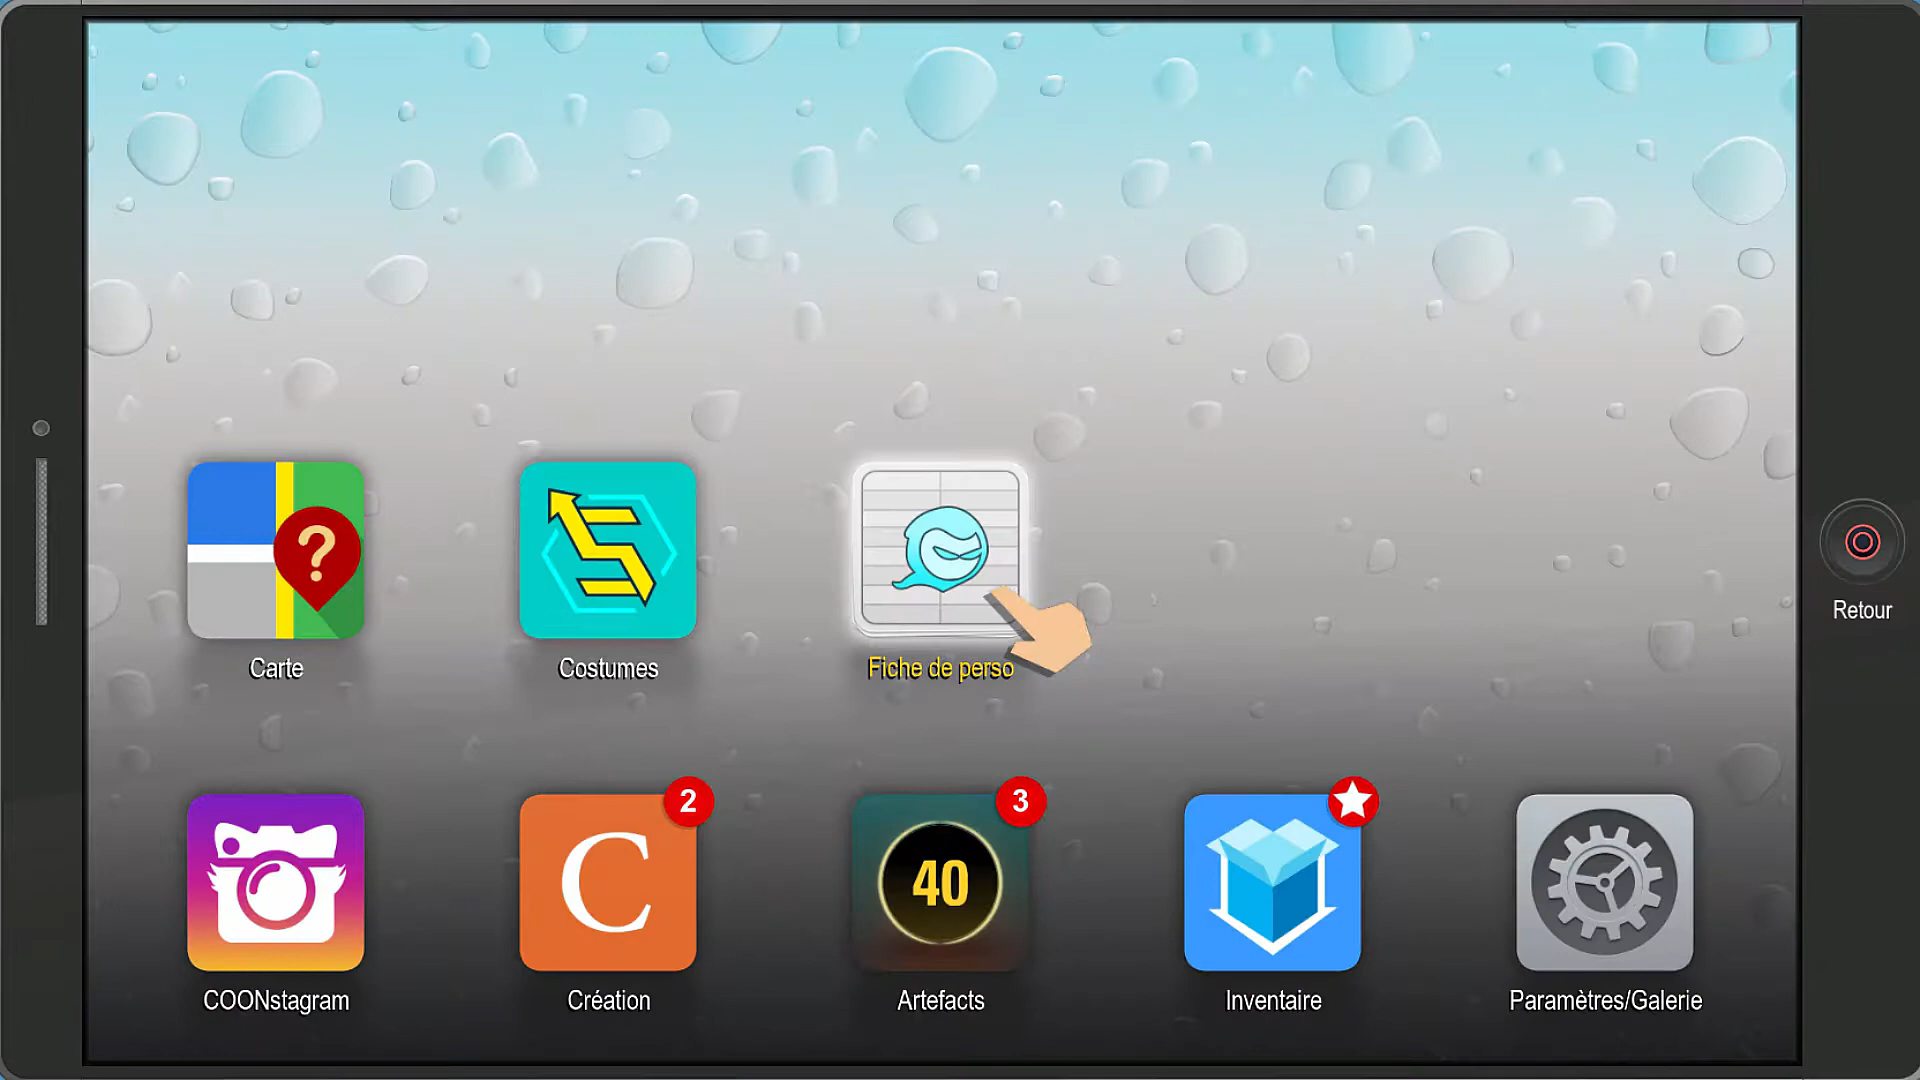 ?
Carte
Costumes
Fiche de perso
Retour
2
3
C
40
COONstagram
Création
Artefacts
Inventaire
Paramètres/Galerie